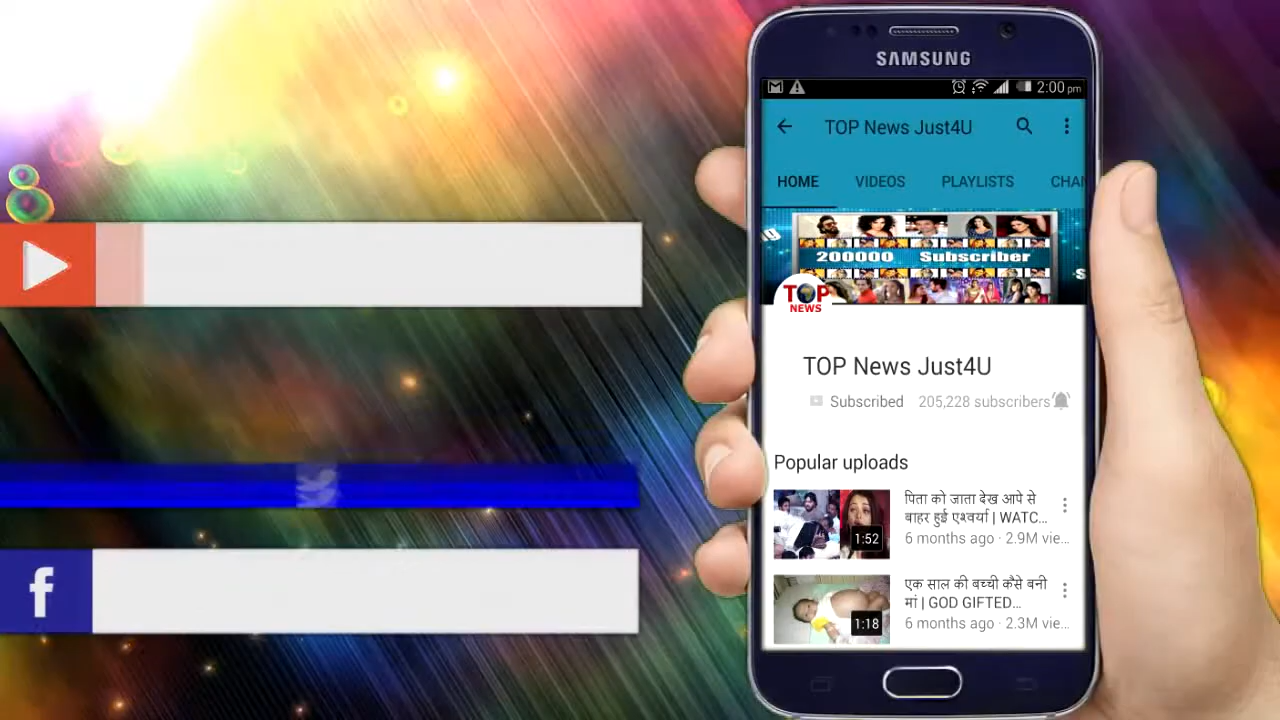 SAMSUNG
2:00 pm
TOP News Just4U
HOME VIDEOS PLAYLISTS CHAN
200000 Subscriber
TOP
NEWS
TOP News Just4U
Subscribed 205,228 subscribers
Popular uploads
पिता को जाता देख आपे से
बाहर हुई एश्वर्या | WATC...
6 months ago · 2.9M vie...
1:52
एक साल की बच्ची कैसे बनी
मां | GOD GIFTED...
6 months ago · 2.3M vie...
1:18